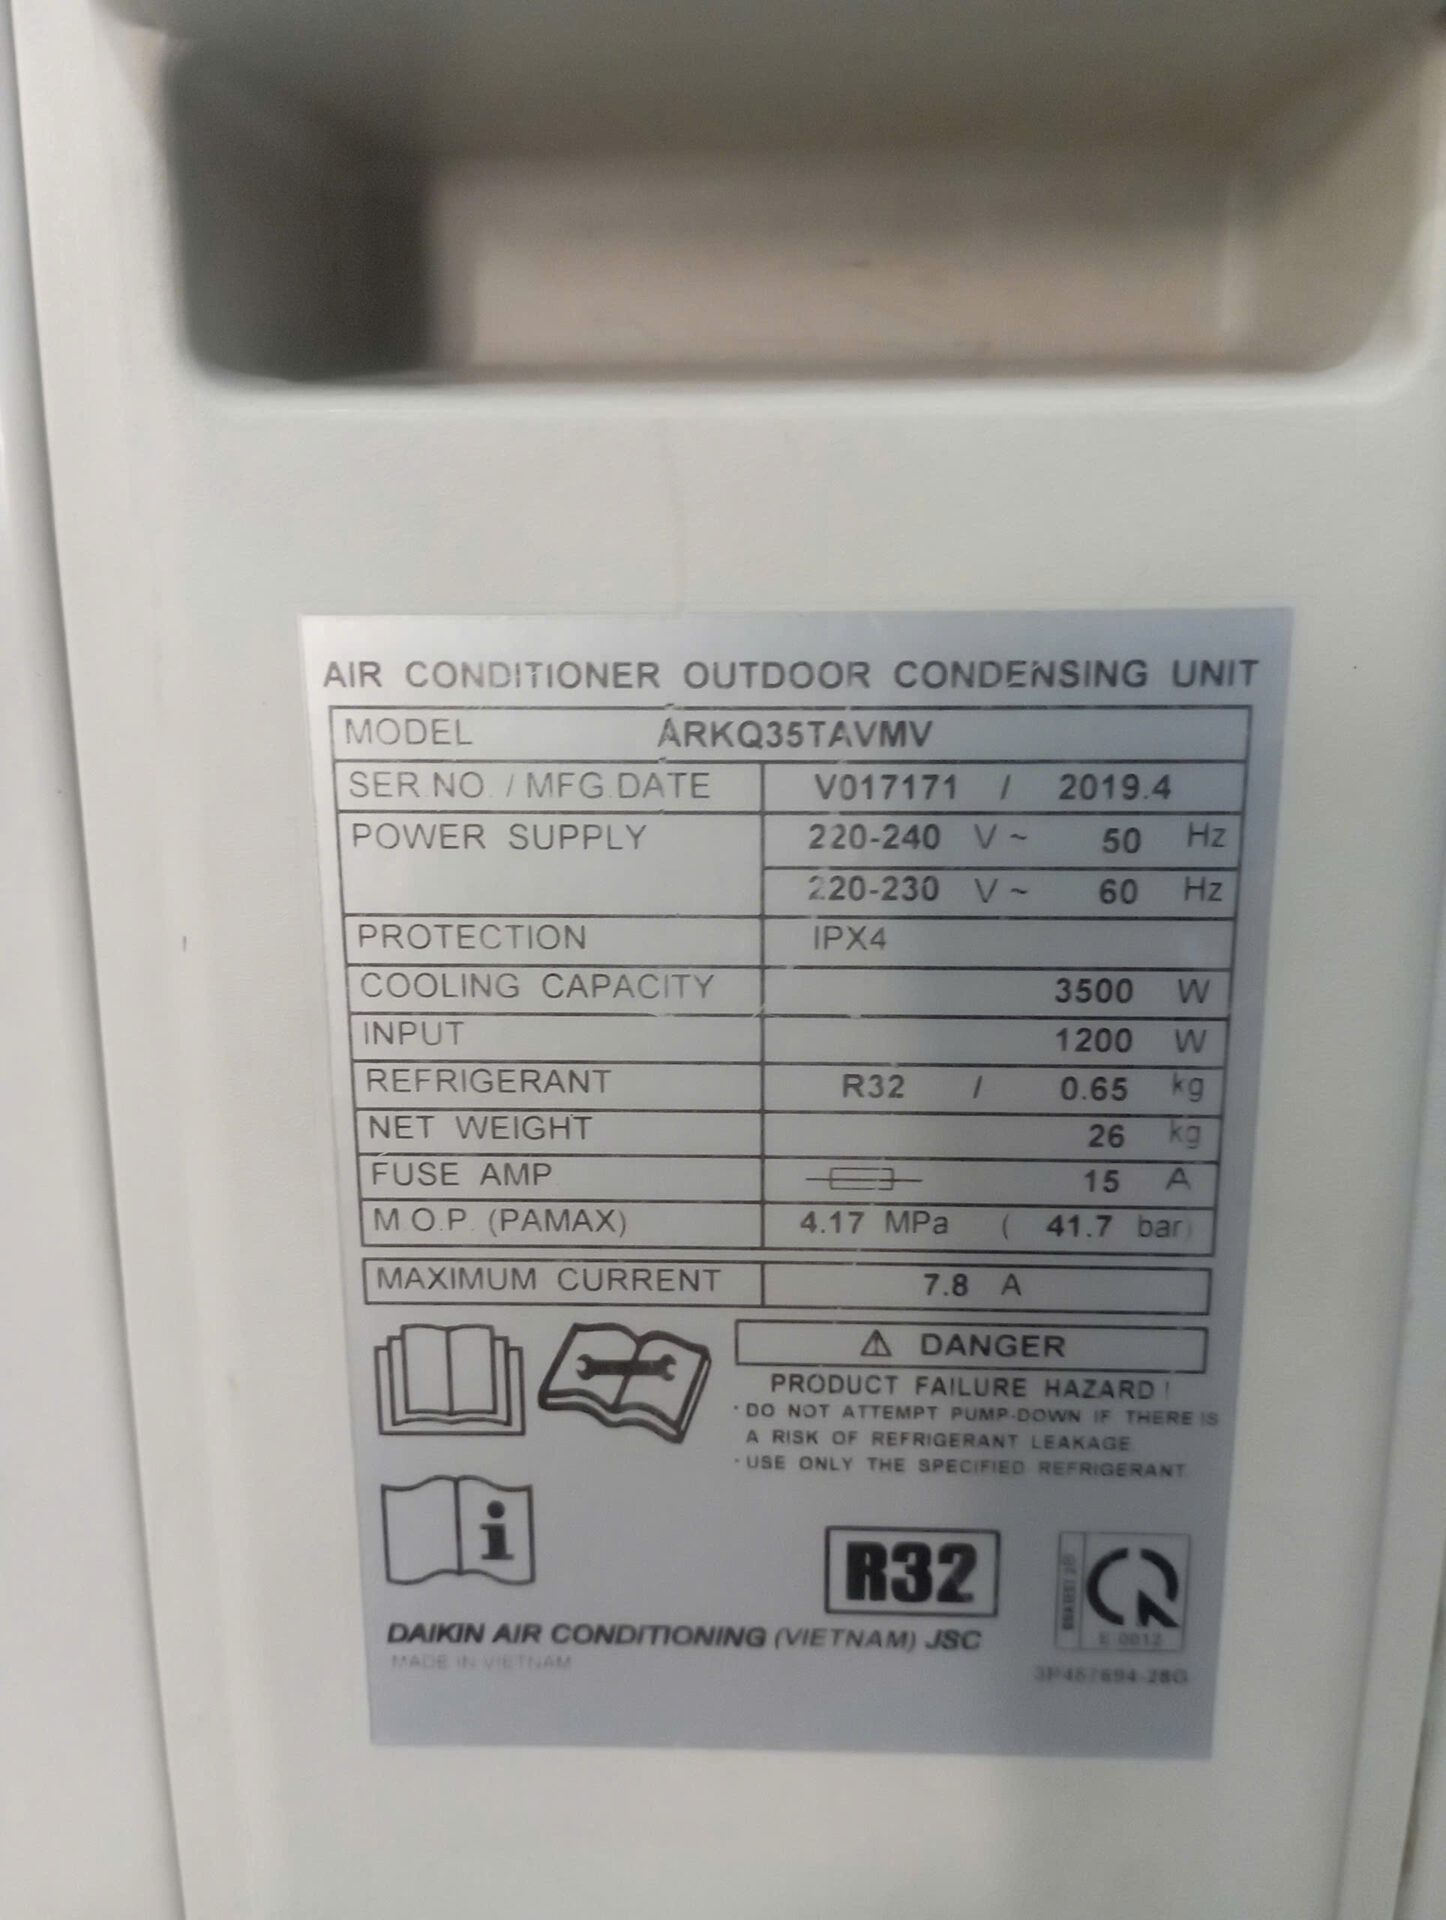 AIR CONDITIONER OUTDOOR CONDENSING UNIT
MODEL ARKQ35TAVMV
SER.NO. / MFG.DATE V017171 / 2019.4
POWER SUPPLY 220-240 V ~ 50 Hz
220-230 V ~ 60 Hz
PROTECTION IPX4
COOLING CAPACITY 3500 W
INPUT 1200 W
REFRIGERANT R32 / 0.65 kg
NET WEIGHT 26 kg
FUSE AMP. 15 A
M.O.P. (PAMAX) 4.17 MPa ( 41.7 bar)
MAXIMUM CURRENT 7.8 A
⚠ DANGER
PRODUCT FAILURE HAZARD !
· DO NOT ATTEMPT PUMP-DOWN IF THERE IS
A RISK OF REFRIGERANT LEAKAGE.
· USE ONLY THE SPECIFIED REFRIGERANT.
i
R32
E 0012
DAIKIN AIR CONDITIONING (VIETNAM) JSC
MADE IN VIETNAM